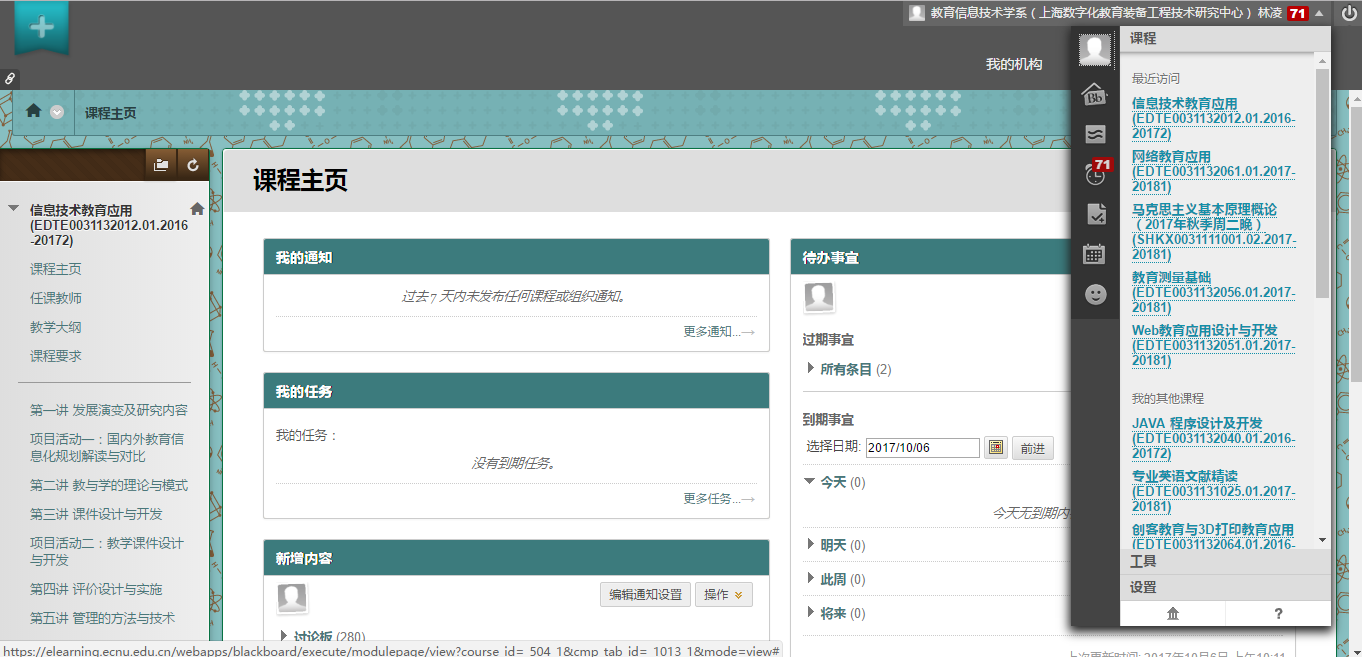 教育信息技术学系（上海数字化教育装备工程技术研究中心）林凌 71
我的机构
课程主页
信息技术教育应用
(EDTE0031132012.01.2016
-20172)
课程主页
任课教师
教学大纲
课程要求
第一讲 发展演变及研究内容
项目活动一：国内外教育信
息化规划解读与对比
第二讲 教与学的理论与模式
第三讲 课件设计与开发
项目活动二：教学课件设计
与开发
第四讲 评价设计与实施
第五讲 管理的方法与技术
课程主页
我的通知
过去7 天内未发布任何课程或组织通知。
更多通知...→
我的任务
我的任务：
没有到期任务。
更多任务...→
新增内容
编辑通知设置 操作
讨论板 (280)
待办事宜
过期事宜
所有条目 (2)
到期事宜
选择日期: 2017/10/06 前进
今天 (0)
今天无到期内
明天 (0)
此周 (0)
将来 (0)
上次更新时间: 2017年10月6日 上午10:11
Bb
71
课程
最近访问
信息技术教育应用
(EDTE0031132012.01.2016-
20172)
网络教育应用
(EDTE0031132061.01.2017-
20181)
马克思主义基本原理概论
（2017年秋季周二晚）
(SHKX0031111001.02.2017-
20181)
教育测量基础
(EDTE0031132056.01.2017-
20181)
Web教育应用设计与开发
(EDTE0031132051.01.2017-
20181)
我的其他课程
JAVA 程序设计及开发
(EDTE0031132040.01.2016-
20172)
专业英语文献精读
(EDTE0031131025.01.2017-
20181)
创客教育与3D打印教育应用
(EDTE0031132064.01.2016-
工具
设置
?
https://elearning.ecnu.edu.cn/webapps/blackboard/execute/modulepage/view?course_id=_504_1&cmp_tab_id=_1013_1&mode=view#